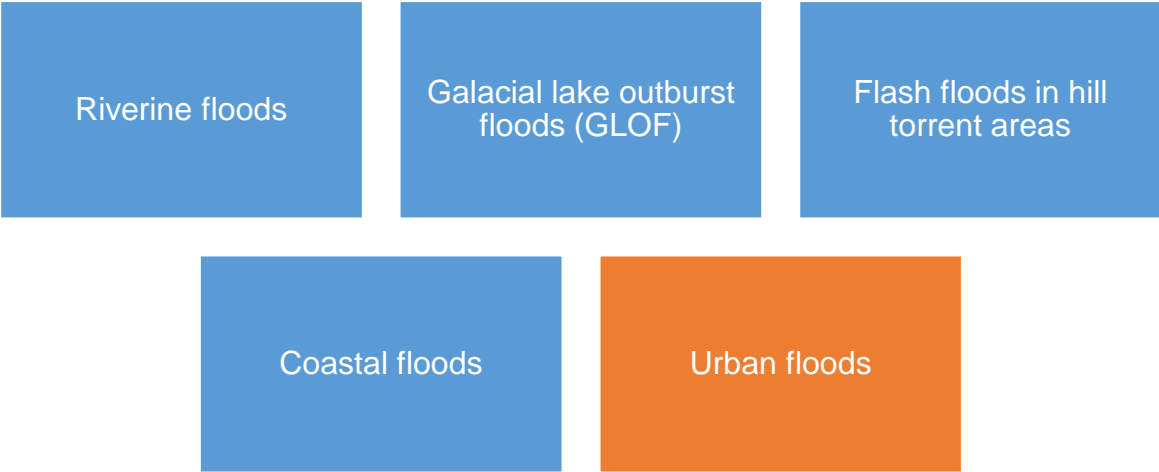 Riverine floods
Galacial lake outburst
floods (GLOF)
Flash floods in hill
torrent areas
Coastal floods
Urban floods